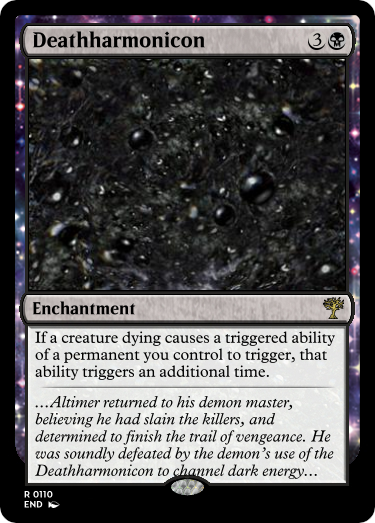 Deathharmonicon 3
Enchantment
If a creature dying causes a triggered ability
of a permanent you control to trigger, that
ability triggers an additional time.
…Altimer returned to his demon master,
believing he had slain the killers, and
determined to finish the trail of vengeance. He
was soundly defeated by the demon's use of the
Deathharmonicon to channel dark energy…
R 0110
END